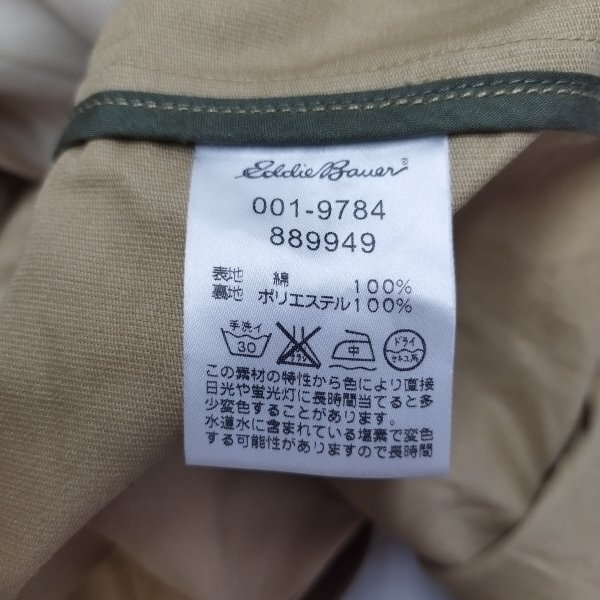 Eddie Bauer®
001-9784
889949
表地 綿 100%
裏地 ポリエステル100%
手洗イ 30 中 ドライ セキユ系
この素材の特性から色により直接
日光や蛍光灯に長時間当てると多
少変色することがあります。
水道水に含まれている塩素で変色
する可能性がありますので長時間